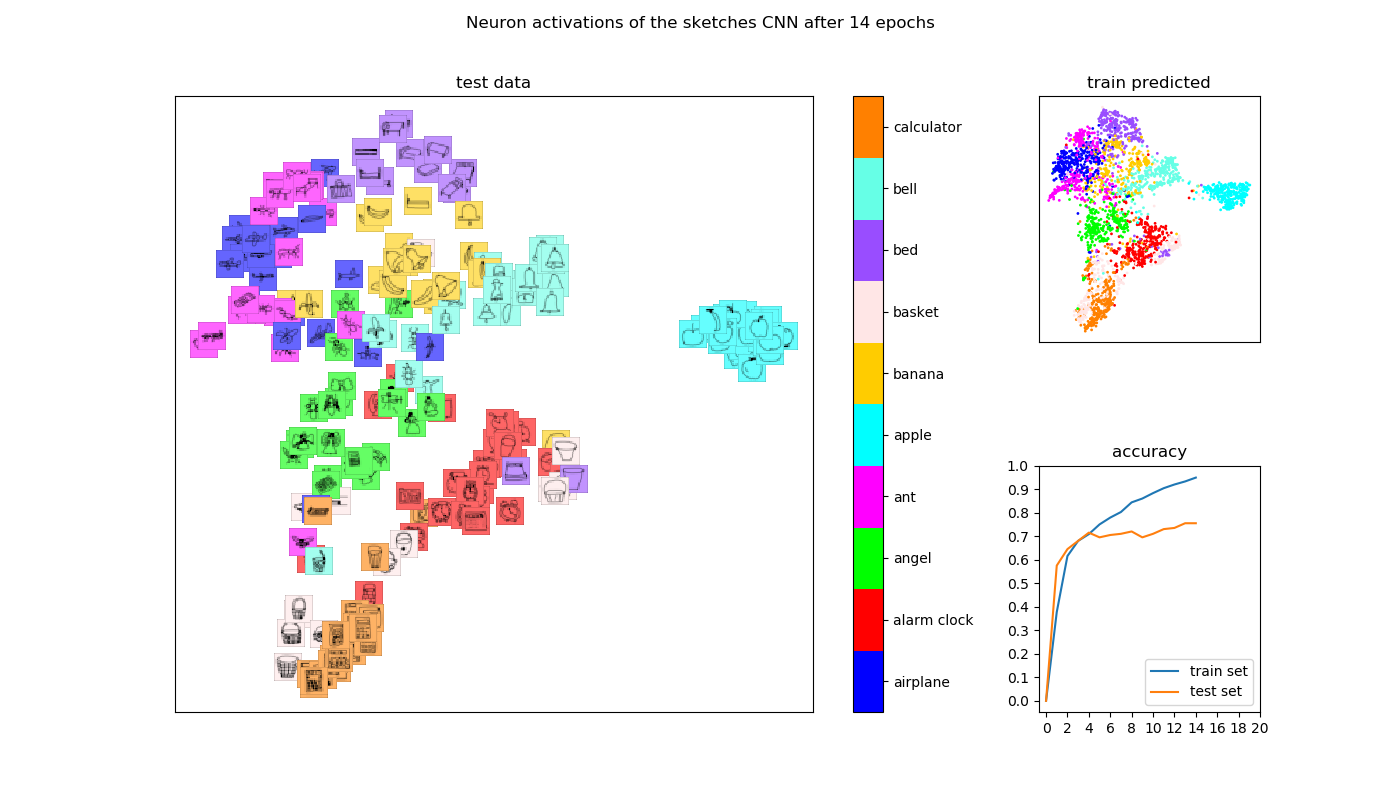 Neuron activations of the sketches CNN after 14 epochs
test data
calculator
bell
bed
basket
banana
apple
ant
angel
alarm clock
airplane
train predicted
accuracy
1.0
0.9
0.8
0.7
0.6
0.5
0.4
0.3
0.2
0.1
0.0
train set
test set
0 2 4 6 8 10 12 14 16 18 20